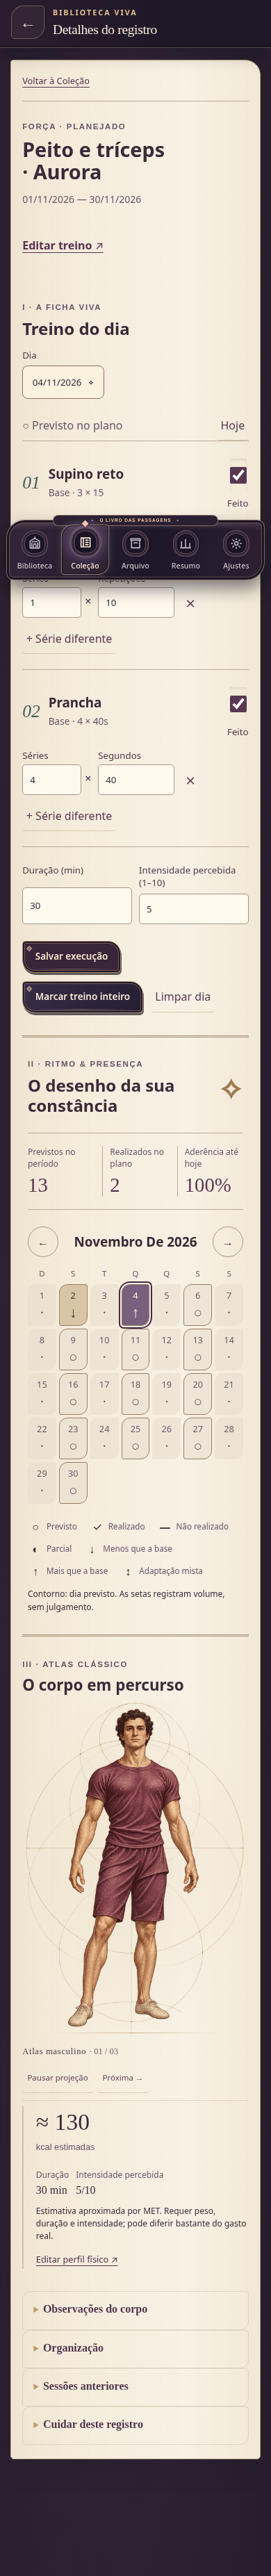 ←
BIBLIOTECA VIVA
Detalhes do registro
Voltar à Coleção
FORÇA · PLANEJADO
Peito e tríceps
· Aurora
01/11/2026 — 30/11/2026
Editar treino ↗
I · A FICHA VIVA
Treino do dia
Dia
04/11/2026
○ Previsto no plano
Hoje
01
Supino reto
Base · 3 × 15
Feito
O LIVRO DAS PASSAGENS
Biblioteca
Coleção
Arquivo
Resumo
Ajustes
1 × 10 ×
+ Série diferente
02
Prancha
Base · 4 × 40s
Feito
Séries
Segundos
4 × 40 ×
+ Série diferente
Duração (min)
Intensidade percebida
(1–10)
30
5
Salvar execução
Marcar treino inteiro
Limpar dia
II · RITMO & PRESENÇA
O desenho da sua
constância
Previstos no
período
13
Realizados no
plano
2
Aderência até
hoje
100%
← Novembro De 2026 →
D S T Q Q S S
1 2 3 4 5 6 7
· ↓ · ↑ · ○ ·
8 9 10 11 12 13 14
· ○ · ○ · ○ ·
15 16 17 18 19 20 21
· ○ · ○ · ○ ·
22 23 24 25 26 27 28
· ○ · ○ · ○ ·
29 30
· ○
○ Previsto ✓ Realizado — Não realizado
◖ Parcial ↓ Menos que a base
↑ Mais que a base ↕ Adaptação mista
Contorno: dia previsto. As setas registram volume,
sem julgamento.
III · ATLAS CLÁSSICO
O corpo em percurso
Atlas masculino · 01 / 03
Pausar projeção
Próxima →
≈ 130
kcal estimadas
Duração Intensidade percebida
30 min 5/10
Estimativa aproximada por MET. Requer peso,
duração e intensidade; pode diferir bastante do gasto
real.
Editar perfil físico ↗
▸ Observações do corpo
▸ Organização
▸ Sessões anteriores
▸ Cuidar deste registro